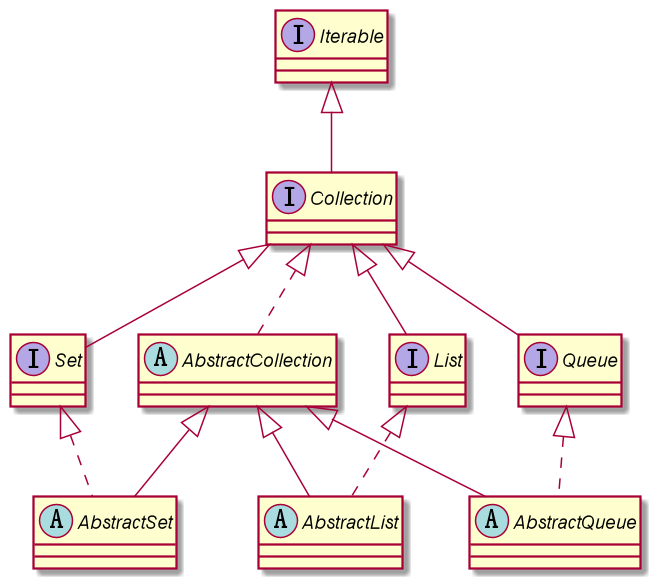 I Iterable
I Collection
I Set
A AbstractCollection
I List
I Queue
A AbstractSet
A AbstractList
A AbstractQueue